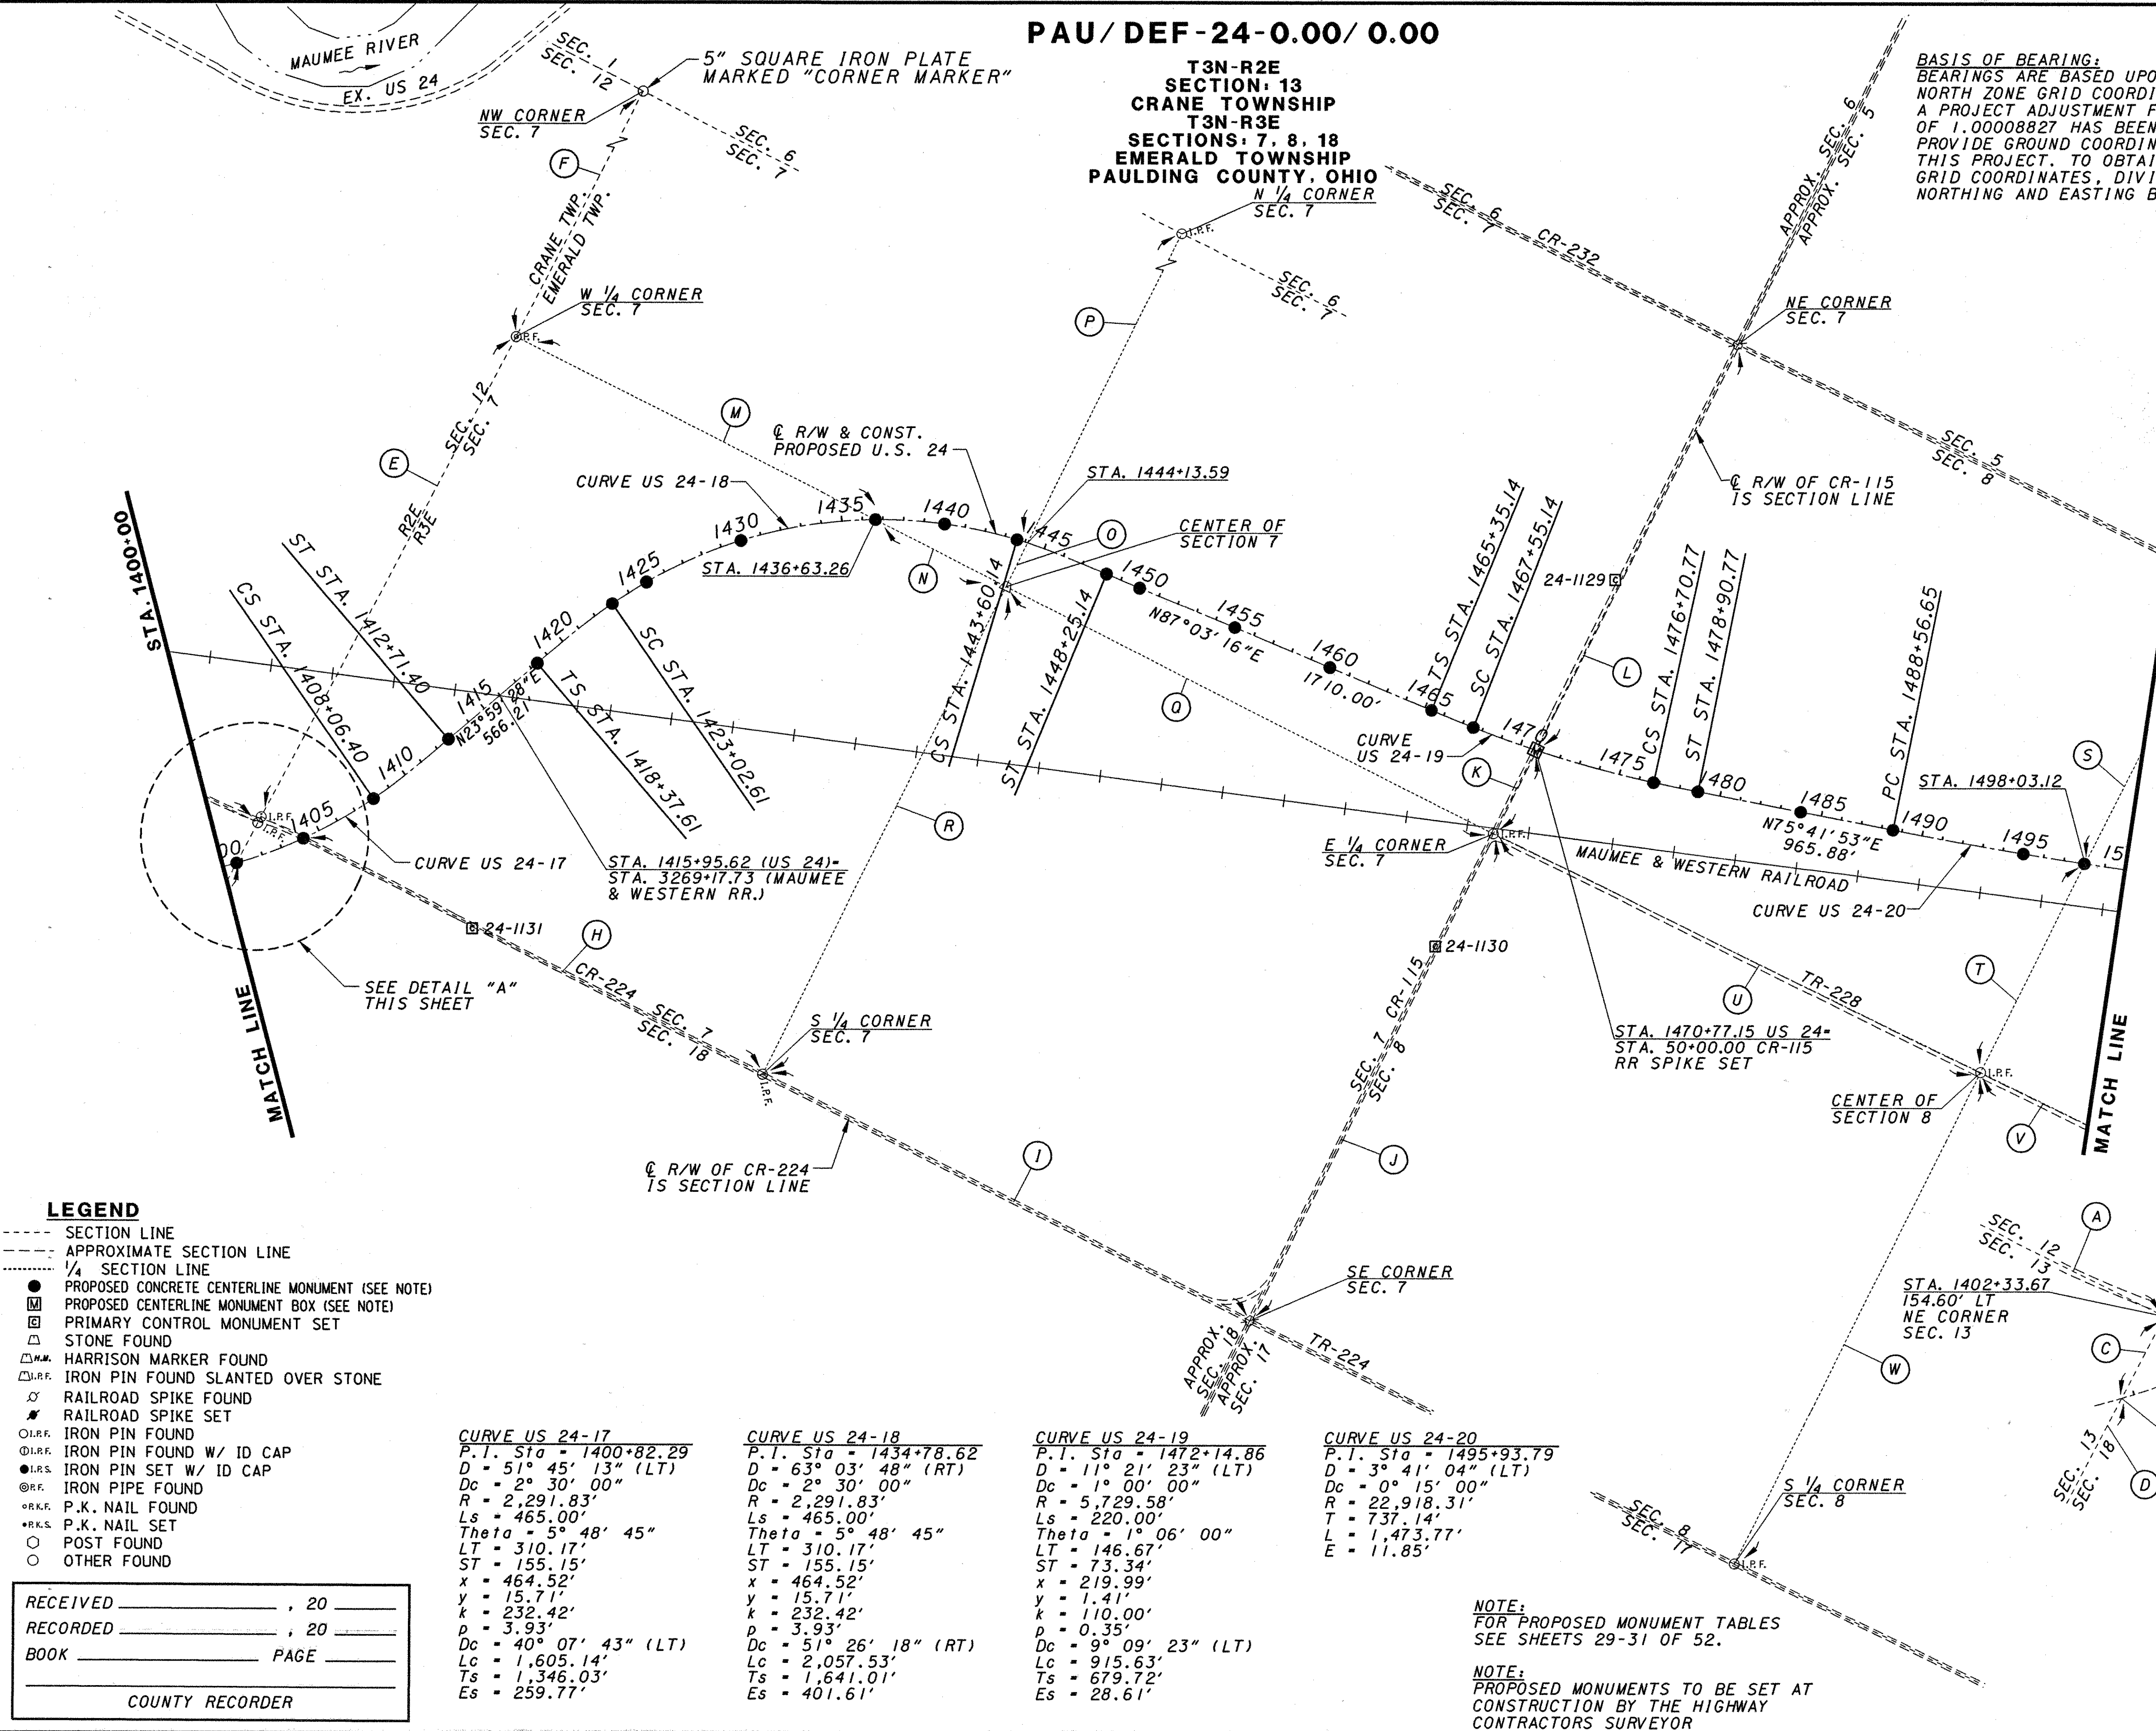 PAU/DEF-24-0.00/0.00
T3N-R2E
SECTION: 13
CRANE TOWNSHIP
T3N-R3E
SECTIONS: 7, 8, 18
EMERALD TOWNSHIP
PAULDING COUNTY, OHIO
BASIS OF BEARING:
BEARINGS ARE BASED UPO
NORTH ZONE GRID COORDI
A PROJECT ADJUSTMENT F
OF 1.00008827 HAS BEEN
PROVIDE GROUND COORDIN
THIS PROJECT. TO OBTAI
GRID COORDINATES, DIVI
NORTHING AND EASTING B
MAUMEE RIVER
EX. US 24
SEC. 1
SEC. 12
5" SQUARE IRON PLATE
MARKED "CORNER MARKER"
NW CORNER
SEC. 7
SEC. 6
SEC. 7
F
CRANE TWP.
EMERALD TWP.
W 1/4 CORNER
SEC. 7
I.P.F.
N 1/4 CORNER
SEC. 7
I.P.F.
SEC. 6
SEC. 7
P
SEC. 6
SEC. 7
CR-232
APPROX. SEC. 6
APPROX. SEC. 5
NE CORNER
SEC. 7
SEC. 5
SEC. 8
℄ R/W OF CR-115
IS SECTION LINE
SEC. 12
SEC. 7
E
R2E
R3E
M
℄ R/W & CONST.
PROPOSED U.S. 24
CURVE US 24-18
STA. 1444+13.59
CENTER OF
SECTION 7
O
N
STA. 1436+63.26
STA. 1400+00
MATCH LINE
CS STA. 1408+06.40
ST STA. 1412+71.40
TS STA. 1418+37.61
SC STA. 1423+02.61
CS STA. 1443+60.14
ST STA. 1448+25.14
TS STA. 1465+35.14
SC STA. 1467+55.14
CS STA. 1476+70.77
ST STA. 1478+90.77
PC STA. 1488+56.65
STA. 1498+03.12
00
1405
1410
1415
1420
1425
1430
1435
1440
1445
1450
1455
1460
1465
1470
1475
1480
1485
1490
1495
15
N23°59'28"E
566.21'
N87°03'16"E
1710.00'
N75°41'53"E
965.88'
24-1129
L
Q
K
S
CURVE
US 24-19
I.P.F.
I.P.F.
CURVE US 24-17
STA. 1415+95.62 (US 24)=
STA. 3269+17.73 (MAUMEE
& WESTERN RR.)
R
E 1/4 CORNER
SEC. 7
I.P.F.
MAUMEE & WESTERN RAILROAD
CURVE US 24-20
24-1131
H
CR-224
SEC. 7
SEC. 18
SEE DETAIL "A"
THIS SHEET
24-1130
CR-115
SEC. 7
SEC. 8
TR-228
U
T
STA. 1470+77.15 US 24=
STA. 50+00.00 CR-115
RR SPIKE SET
S 1/4 CORNER
SEC. 7
I.P.F.
CENTER OF
SECTION 8
I.P.F.
V
MATCH LINE
℄ R/W OF CR-224
IS SECTION LINE
I
J
SE CORNER
SEC. 7
APPROX.
SEC. 18
APPROX.
SEC. 17
TR-224
A
SEC. 12
SEC. 13
STA. 1402+33.67
154.60' LT
NE CORNER
SEC. 13
C
W
SEC. 13
SEC. 18
D
S 1/4 CORNER
SEC. 8
I.P.F.
SEC. 8
SEC. 17
LEGEND
SECTION LINE
APPROXIMATE SECTION LINE
1/4 SECTION LINE
PROPOSED CONCRETE CENTERLINE MONUMENT (SEE NOTE)
M PROPOSED CENTERLINE MONUMENT BOX (SEE NOTE)
C PRIMARY CONTROL MONUMENT SET
STONE FOUND
H.M. HARRISON MARKER FOUND
I.P.F. IRON PIN FOUND SLANTED OVER STONE
RAILROAD SPIKE FOUND
RAILROAD SPIKE SET
I.P.F. IRON PIN FOUND
I.P.F. IRON PIN FOUND W/ ID CAP
I.P.S. IRON PIN SET W/ ID CAP
P.F. IRON PIPE FOUND
P.K.F. P.K. NAIL FOUND
P.K.S. P.K. NAIL SET
POST FOUND
OTHER FOUND
RECEIVED , 20
RECORDED , 20
BOOK PAGE
COUNTY RECORDER
CURVE US 24-17
P.I. Sta = 1400+82.29
D = 51° 45' 13" (LT)
Dc = 2° 30' 00"
R = 2,291.83'
Ls = 465.00'
Theta = 5° 48' 45"
LT = 310.17'
ST = 155.15'
x = 464.52'
y = 15.71'
k = 232.42'
p = 3.93'
Dc = 40° 07' 43" (LT)
Lc = 1,605.14'
Ts = 1,346.03'
Es = 259.77'
CURVE US 24-18
P.I. Sta = 1434+78.62
D = 63° 03' 48" (RT)
Dc = 2° 30' 00"
R = 2,291.83'
Ls = 465.00'
Theta = 5° 48' 45"
LT = 310.17'
ST = 155.15'
x = 464.52'
y = 15.71'
k = 232.42'
p = 3.93'
Dc = 51° 26' 18" (RT)
Lc = 2,057.53'
Ts = 1,641.01'
Es = 401.61'
CURVE US 24-19
P.I. Sta = 1472+14.86
D = 11° 21' 23" (LT)
Dc = 1° 00' 00"
R = 5,729.58'
Ls = 220.00'
Theta = 1° 06' 00"
LT = 146.67'
ST = 73.34'
x = 219.99'
y = 1.41'
k = 110.00'
p = 0.35'
Dc = 9° 09' 23" (LT)
Lc = 915.63'
Ts = 679.72'
Es = 28.61'
CURVE US 24-20
P.I. Sta = 1495+93.79
D = 3° 41' 04" (LT)
Dc = 0° 15' 00"
R = 22,918.31'
T = 737.14'
L = 1,473.77'
E = 11.85'
NOTE:
FOR PROPOSED MONUMENT TABLES
SEE SHEETS 29-31 OF 52.
NOTE:
PROPOSED MONUMENTS TO BE SET AT
CONSTRUCTION BY THE HIGHWAY
CONTRACTORS SURVEYOR